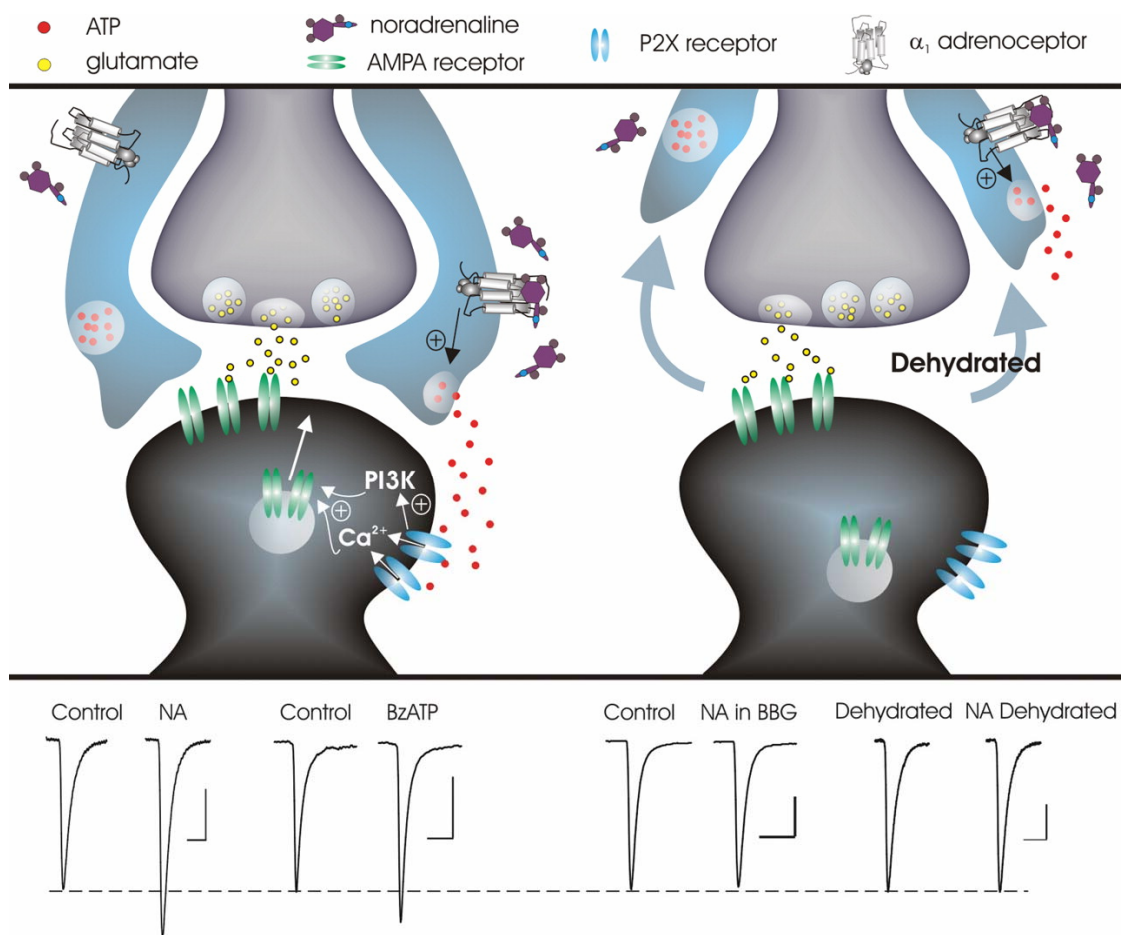 ATP
noradrenaline
P2X receptor
α₁ adrenoceptor
glutamate
AMPA receptor
+
+
Dehydrated
PI3K
+
+
Ca²⁺
Control
NA
Control
BzATP
Control
NA in BBG
Dehydrated
NA Dehydrated